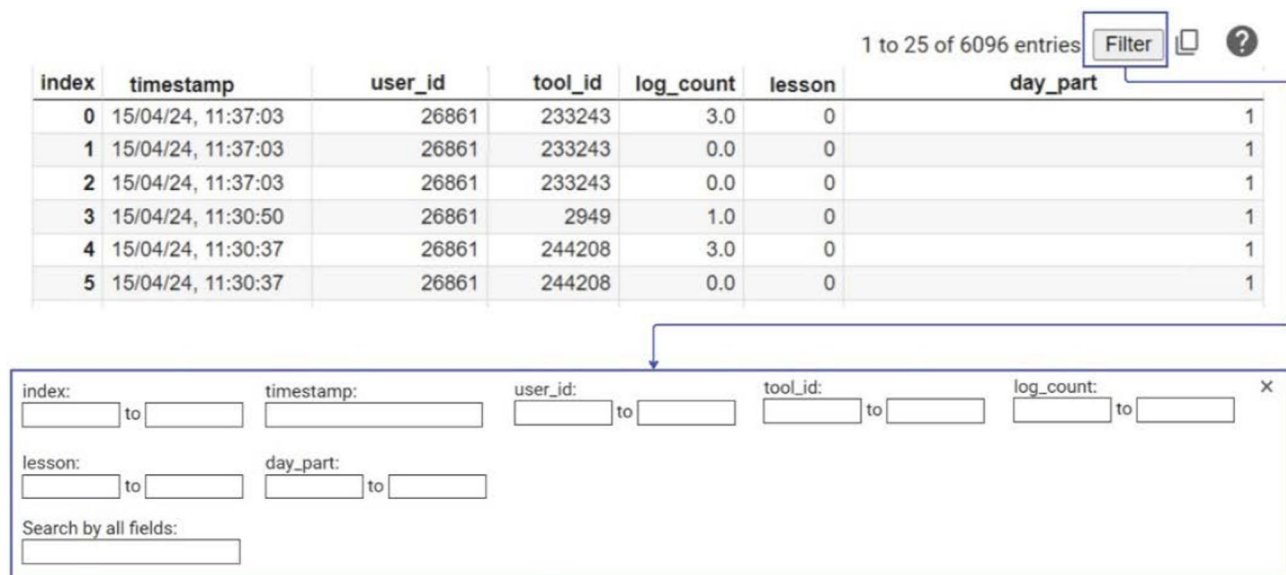 1 to 25 of 6096 entries Filter
index timestamp user_id tool_id log_count lesson day_part
0 15/04/24, 11:37:03 26861 233243 3.0 0 1
1 15/04/24, 11:37:03 26861 233243 0.0 0 1
2 15/04/24, 11:37:03 26861 233243 0.0 0 1
3 15/04/24, 11:30:50 26861 2949 1.0 0 1
4 15/04/24, 11:30:37 26861 244208 3.0 0 1
5 15/04/24, 11:30:37 26861 244208 0.0 0 1
index: timestamp: user_id: tool_id: log_count:
to to to to
lesson: day_part:
to to
Search by all fields: